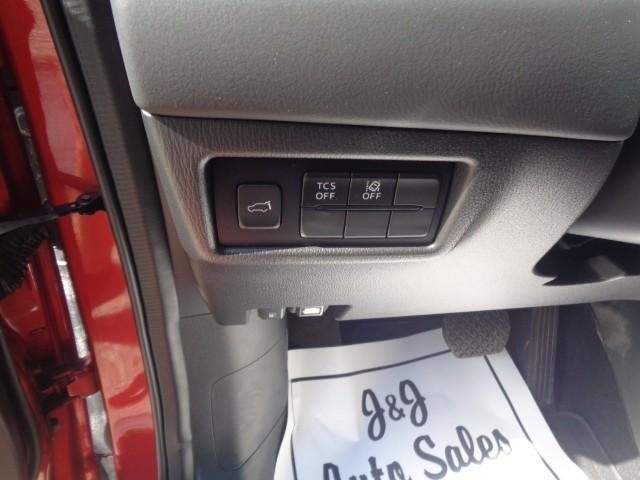 TCS OFF
OFF
J&J
Auto Sales